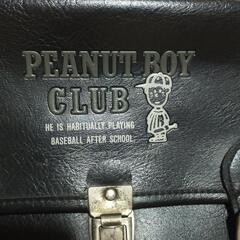 PEANUT BOY
CLUB
HE IS HABITUALLY PLAYING
BASEBALL AFTER SCHOOL.